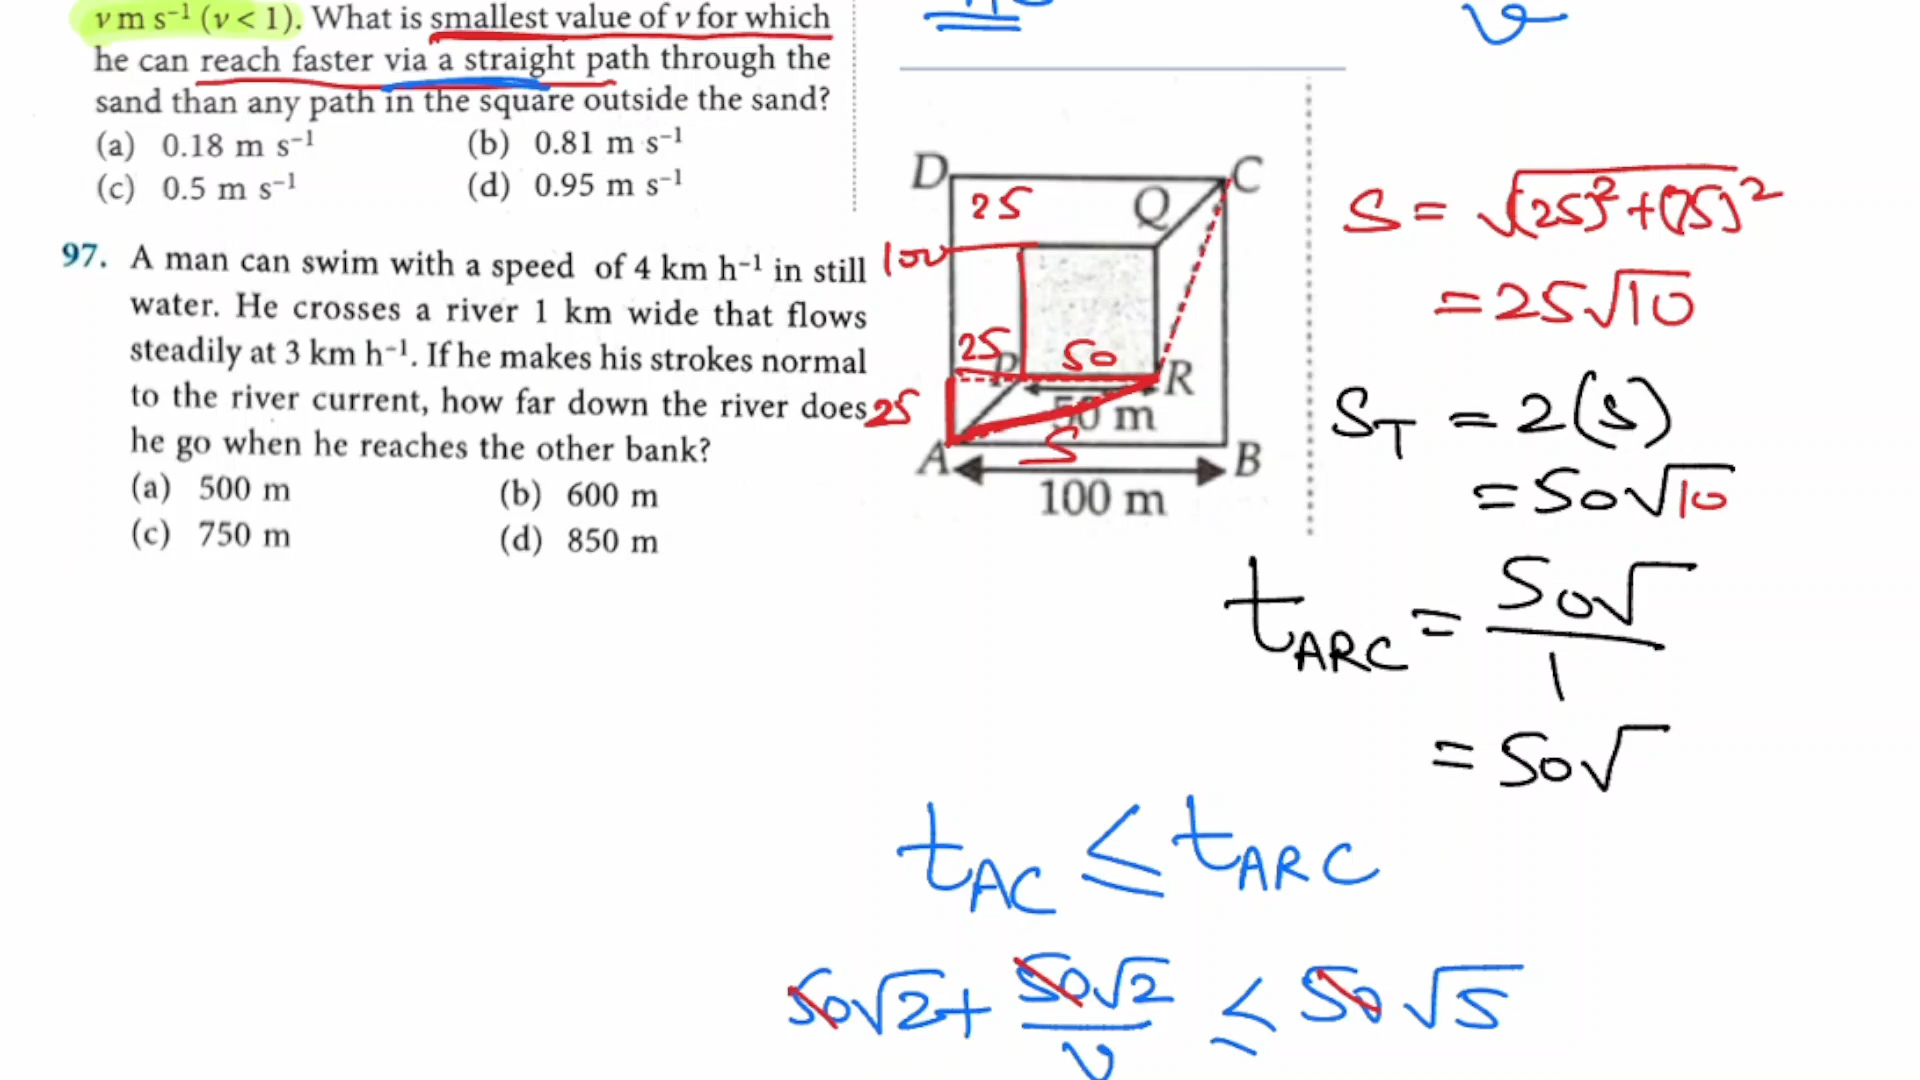 v m s⁻¹ (v < 1). What is smallest value of v for which
he can reach faster via a straight path through the
sand than any path in the square outside the sand?
(a) 0.18 m s⁻¹ (b) 0.81 m s⁻¹
(c) 0.5 m s⁻¹ (d) 0.95 m s⁻¹
97. A man can swim with a speed of 4 km h⁻¹ in still
water. He crosses a river 1 km wide that flows
steadily at 3 km h⁻¹. If he makes his strokes normal
to the river current, how far down the river does
he go when he reaches the other bank?
(a) 500 m (b) 600 m
(c) 750 m (d) 850 m
v
D C
25 Q
100
25 P 50 R
25 50 m
A S B
100 m
S = √(25)² + (75)²
= 25√10
S_T = 2(S)
= 50√10
t_ARC = 50√ / 1
= 50√
t_AC ≤ t_ARC
50√2 + 50√2 / v ≤ 50√5